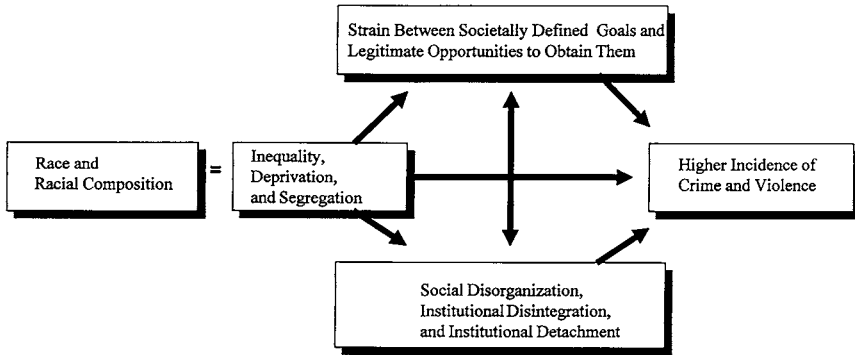 Strain Between Societally Defined Goals and
Legitimate Opportunities to Obtain Them
Race and
Racial Composition
=
Inequality,
Deprivation,
and Segregation
Higher Incidence of
Crime and Violence
Social Disorganization,
Institutional Disintegration,
and Institutional Detachment